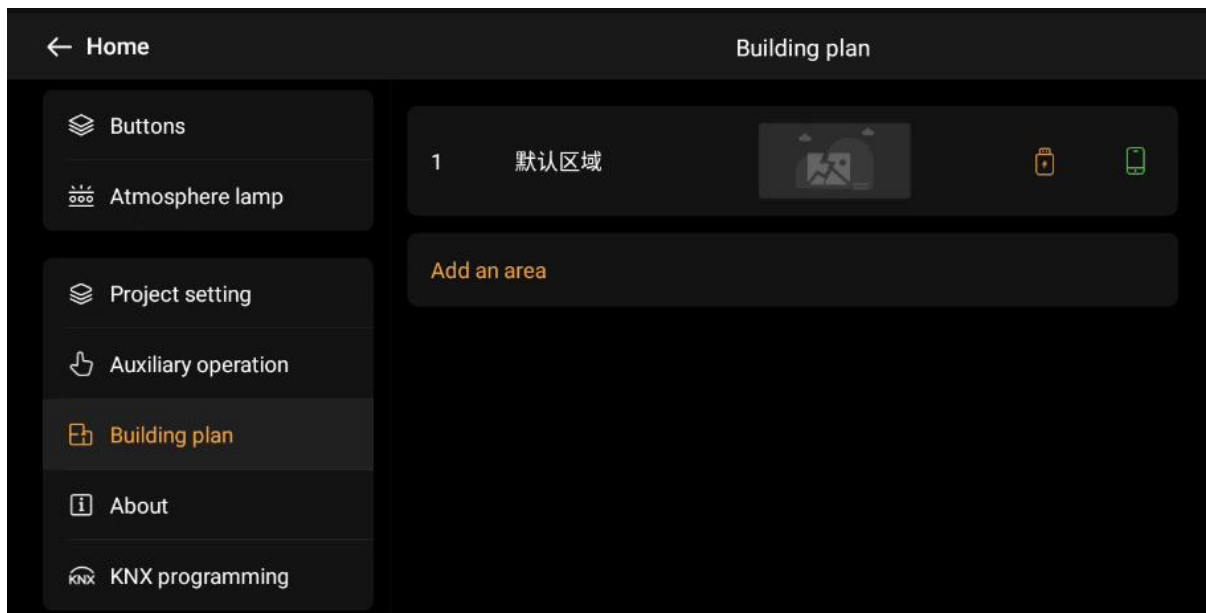 Home
Building plan
Buttons
Atmosphere lamp
Project setting
Auxiliary operation
Building plan
About
KNX KNX programming
1 默认区域
Add an area